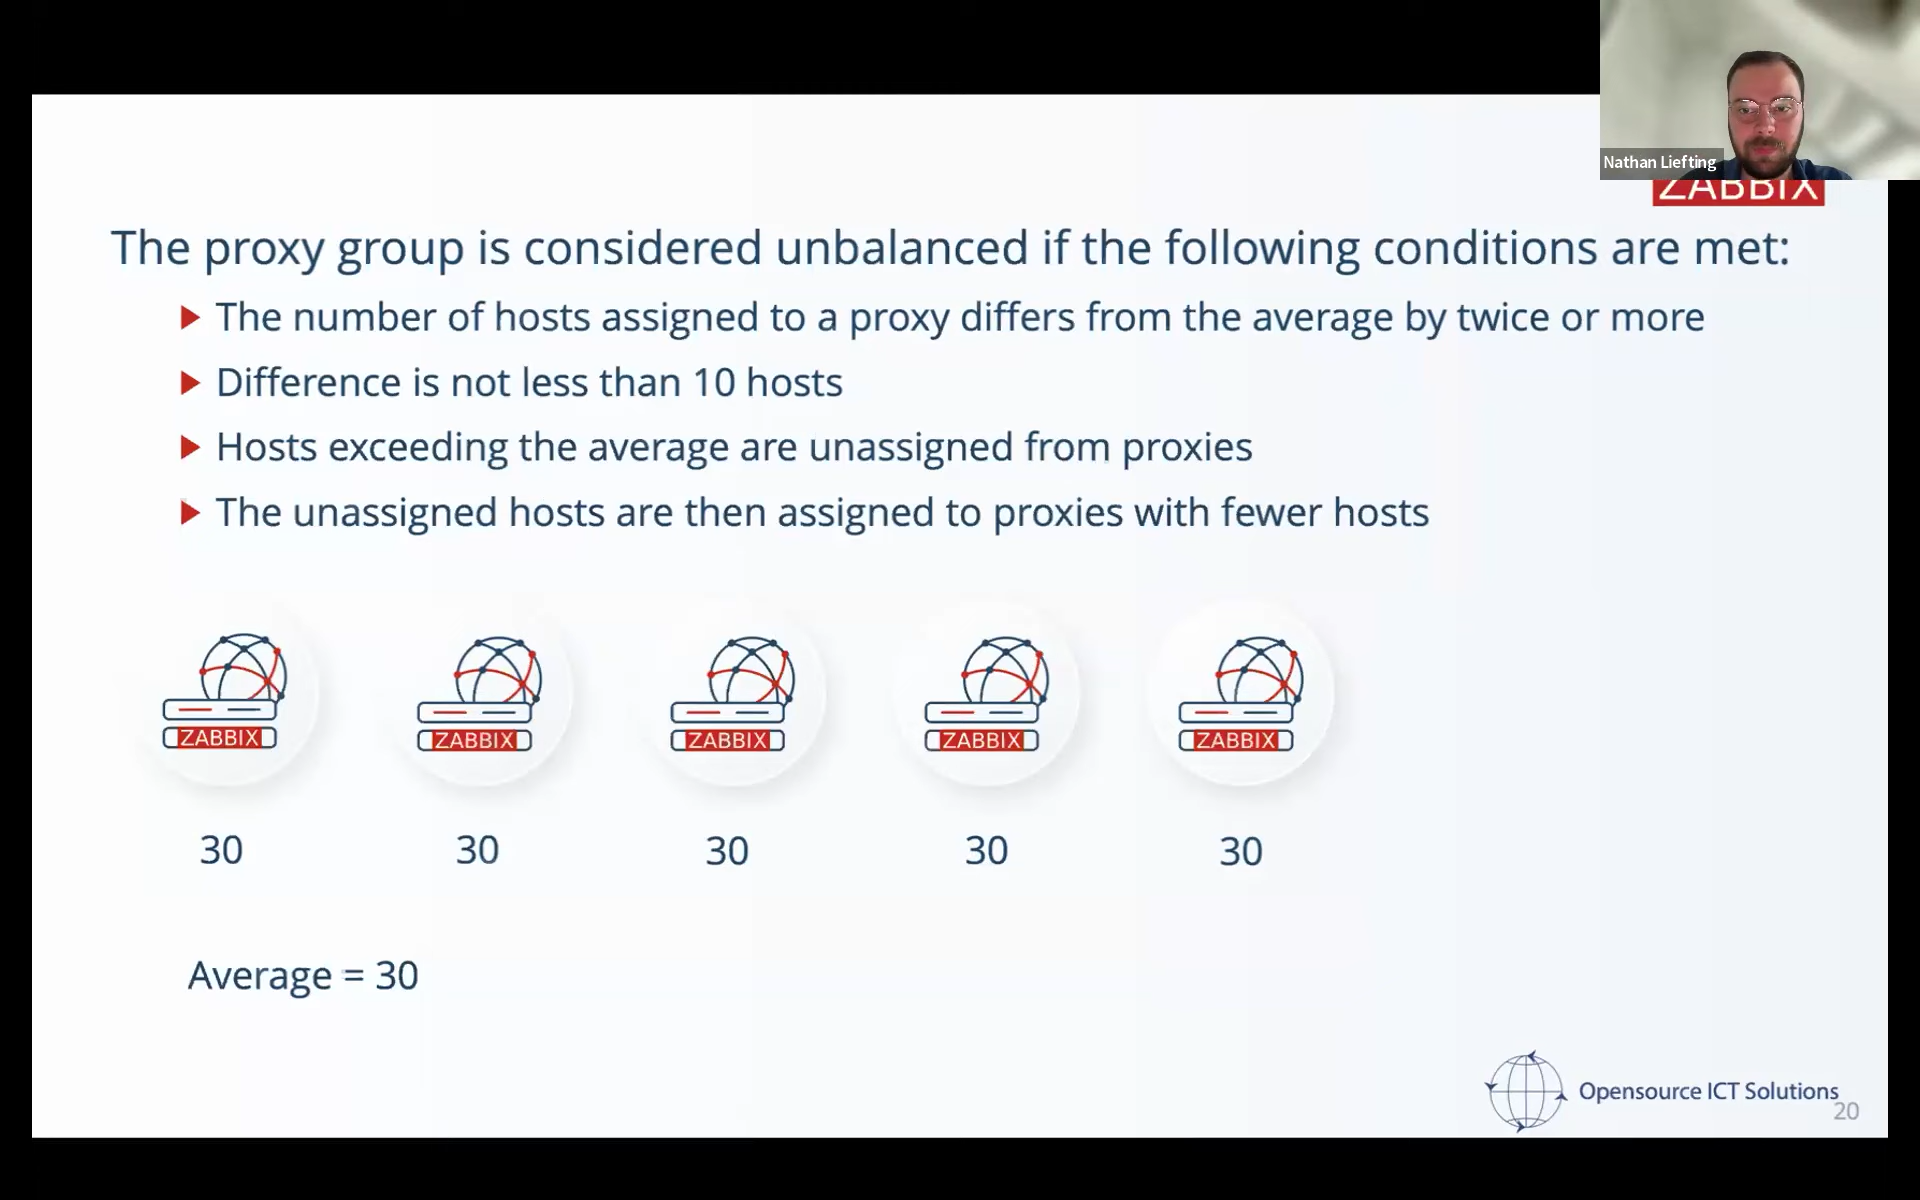 Nathan Liefting
ZABBIX
The proxy group is considered unbalanced if the following conditions are met:
The number of hosts assigned to a proxy differs from the average by twice or more
Difference is not less than 10 hosts
Hosts exceeding the average are unassigned from proxies
The unassigned hosts are then assigned to proxies with fewer hosts
ZABBIX ZABBIX ZABBIX ZABBIX ZABBIX
30 30 30 30 30
Average = 30
Opensource ICT Solutions
20